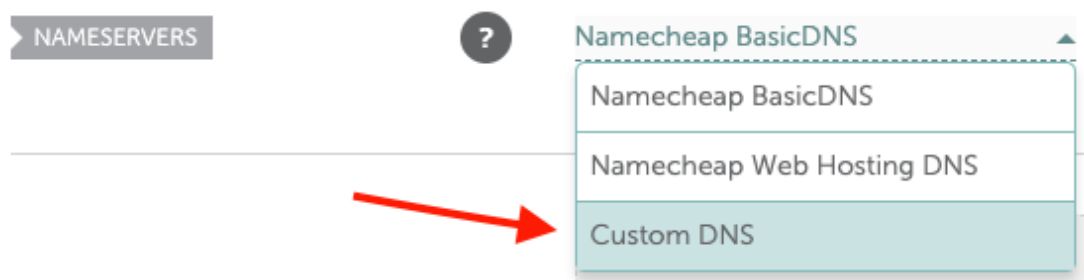 NAMESERVERS
?
Namecheap BasicDNS
Namecheap BasicDNS
Namecheap Web Hosting DNS
Custom DNS